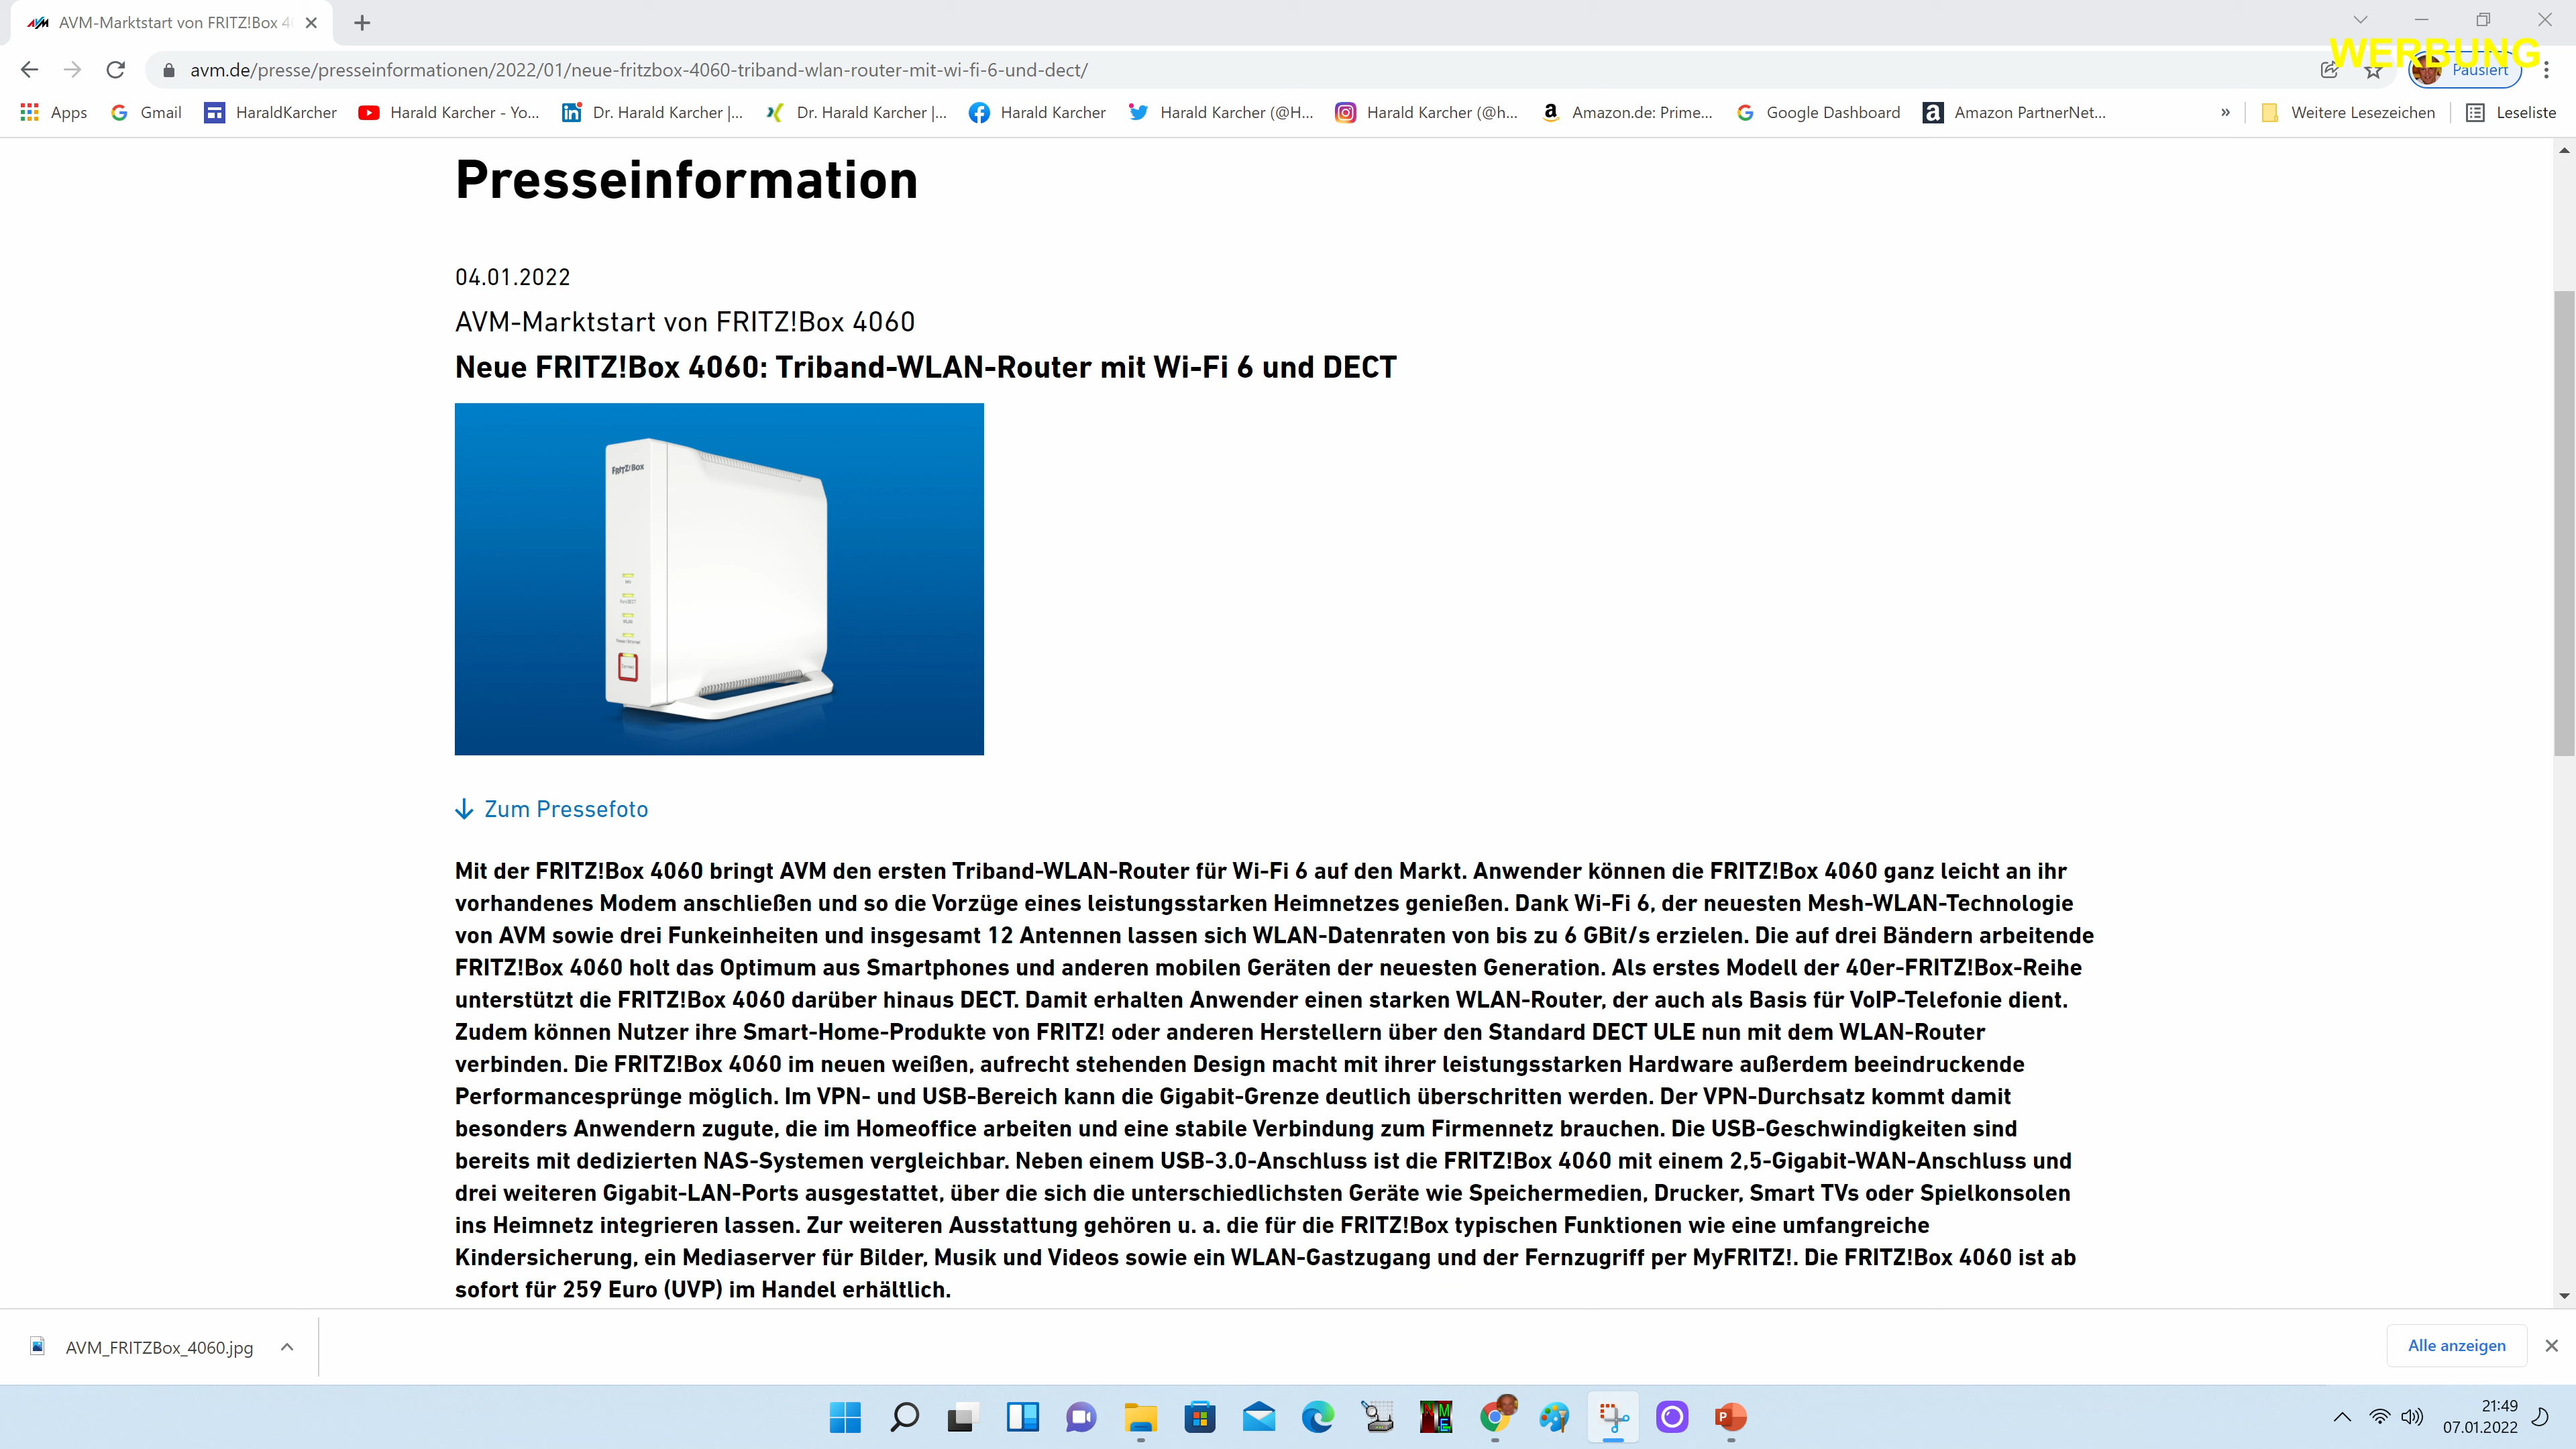 AVM-Marktstart von FRITZ!Box 4
WERBUNG
avm.de/presse/presseinformationen/2022/01/neue-fritzbox-4060-triband-wlan-router-mit-wi-fi-6-und-dect/
Pausiert
Apps Gmail HaraldKarcher Harald Karcher - Yo... Dr. Harald Karcher |... Dr. Harald Karcher |... Harald Karcher Harald Karcher (@H... Harald Karcher (@h... Amazon.de: Prime... Google Dashboard Amazon PartnerNet... » Weitere Lesezeichen Leseliste
Presseinformation
04.01.2022
AVM-Marktstart von FRITZ!Box 4060
Neue FRITZ!Box 4060: Triband-WLAN-Router mit Wi-Fi 6 und DECT
FRITZ!Box
WLAN
Connect
Zum Pressefoto
Mit der FRITZ!Box 4060 bringt AVM den ersten Triband-WLAN-Router für Wi-Fi 6 auf den Markt. Anwender können die FRITZ!Box 4060 ganz leicht an ihr
vorhandenes Modem anschließen und so die Vorzüge eines leistungsstarken Heimnetzes genießen. Dank Wi-Fi 6, der neuesten Mesh-WLAN-Technologie
von AVM sowie drei Funkeinheiten und insgesamt 12 Antennen lassen sich WLAN-Datenraten von bis zu 6 GBit/s erzielen. Die auf drei Bändern arbeitende
FRITZ!Box 4060 holt das Optimum aus Smartphones und anderen mobilen Geräten der neuesten Generation. Als erstes Modell der 40er-FRITZ!Box-Reihe
unterstützt die FRITZ!Box 4060 darüber hinaus DECT. Damit erhalten Anwender einen starken WLAN-Router, der auch als Basis für VoIP-Telefonie dient.
Zudem können Nutzer ihre Smart-Home-Produkte von FRITZ! oder anderen Herstellern über den Standard DECT ULE nun mit dem WLAN-Router
verbinden. Die FRITZ!Box 4060 im neuen weißen, aufrecht stehenden Design macht mit ihrer leistungsstarken Hardware außerdem beeindruckende
Performancesprünge möglich. Im VPN- und USB-Bereich kann die Gigabit-Grenze deutlich überschritten werden. Der VPN-Durchsatz kommt damit
besonders Anwendern zugute, die im Homeoffice arbeiten und eine stabile Verbindung zum Firmennetz brauchen. Die USB-Geschwindigkeiten sind
bereits mit dedizierten NAS-Systemen vergleichbar. Neben einem USB-3.0-Anschluss ist die FRITZ!Box 4060 mit einem 2,5-Gigabit-WAN-Anschluss und
drei weiteren Gigabit-LAN-Ports ausgestattet, über die sich die unterschiedlichsten Geräte wie Speichermedien, Drucker, Smart TVs oder Spielkonsolen
ins Heimnetz integrieren lassen. Zur weiteren Ausstattung gehören u. a. die für die FRITZ!Box typischen Funktionen wie eine umfangreiche
Kindersicherung, ein Mediaserver für Bilder, Musik und Videos sowie ein WLAN-Gastzugang und der Fernzugriff per MyFRITZ!. Die FRITZ!Box 4060 ist ab
sofort für 259 Euro (UVP) im Handel erhältlich.
AVM_FRITZBox_4060.jpg
Alle anzeigen
21:49
07.01.2022